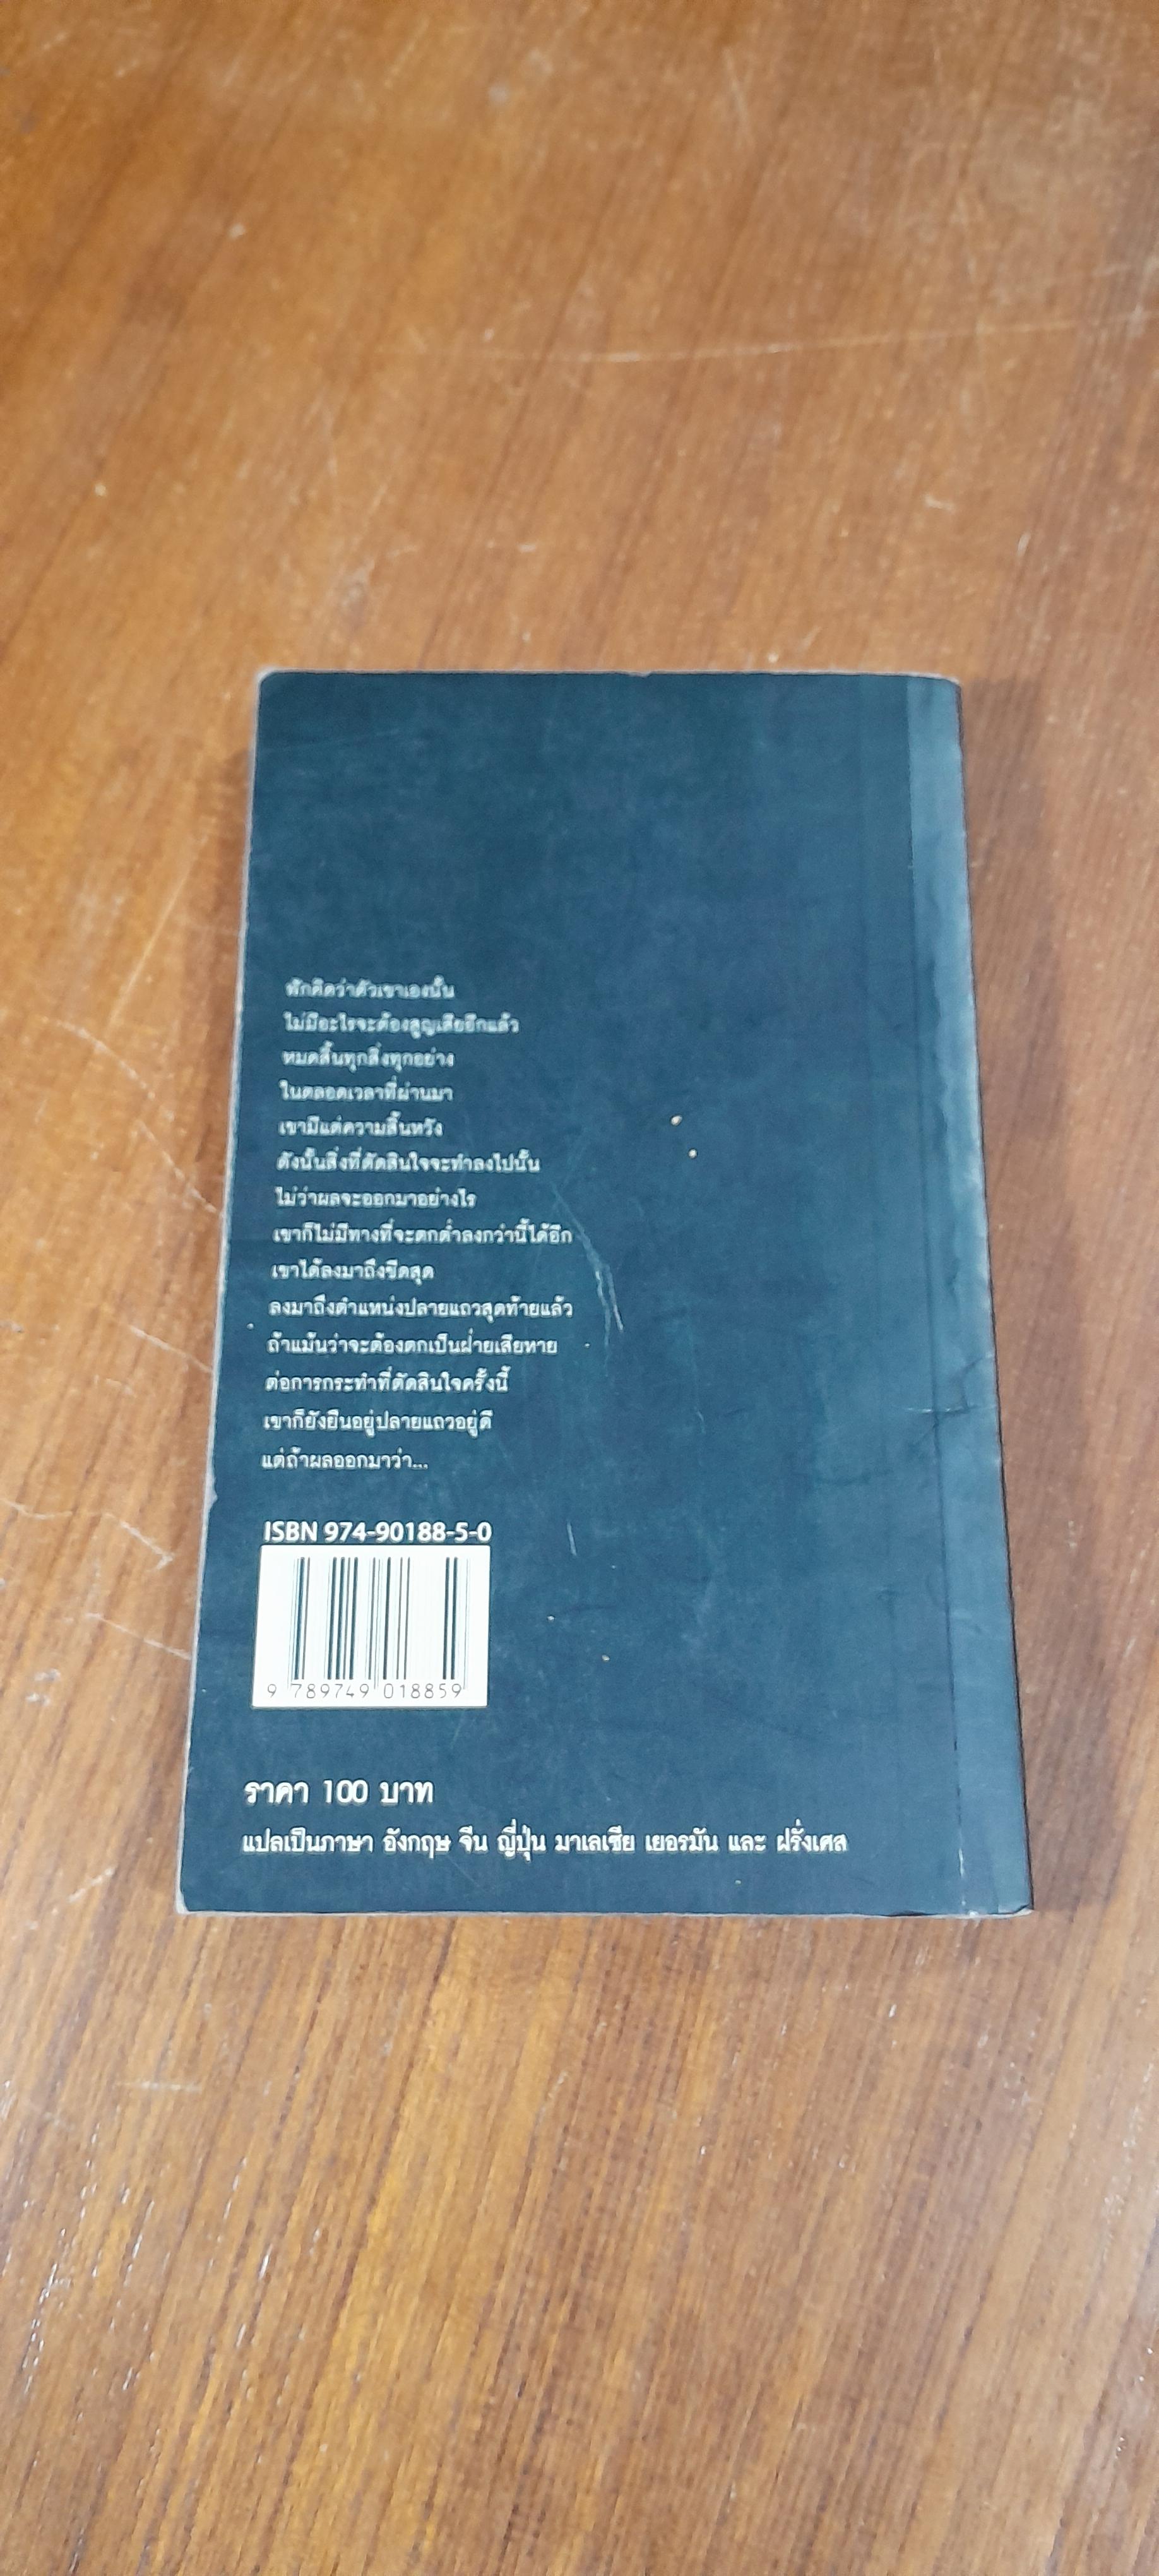 ฟักคิดว่าตัวเขาเองนั้น
ไม่มีอะไรจะต้องสูญเสียอีกแล้ว
หมดสิ้นทุกสิ่งทุกอย่าง
ในตลอดเวลาที่ผ่านมา
เขามีแต่ความสิ้นหวัง
ดังนั้นสิ่งที่ตัดสินใจจะทำลงไปนั้น
ไม่ว่าผลจะออกมาอย่างไร
เขาก็ไม่มีทางที่จะตกต่ำลงกว่านี้ได้อีก
เขาได้ลงมาถึงขีดสุด
ลงมาถึงตำแหน่งปลายแถวสุดท้ายแล้ว
ถ้าแม้นว่าจะต้องตกเป็นฝ่ายเสียหาย
ต่อการกระทำที่ตัดสินใจครั้งนี้
เขาก็ยังยืนอยู่ปลายแถวอยู่ดี
แต่ถ้าผลออกมาว่า...
ISBN 974-90188-5-0
9 789749 018859
ราคา 100 บาท
แปลเป็นภาษา อังกฤษ จีน ญี่ปุ่น มาเลเซีย เยอรมัน และ ฝรั่งเศส